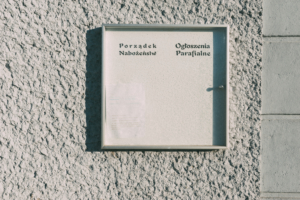 Porządek Ogłoszenia
Nabożeństw Parafialne